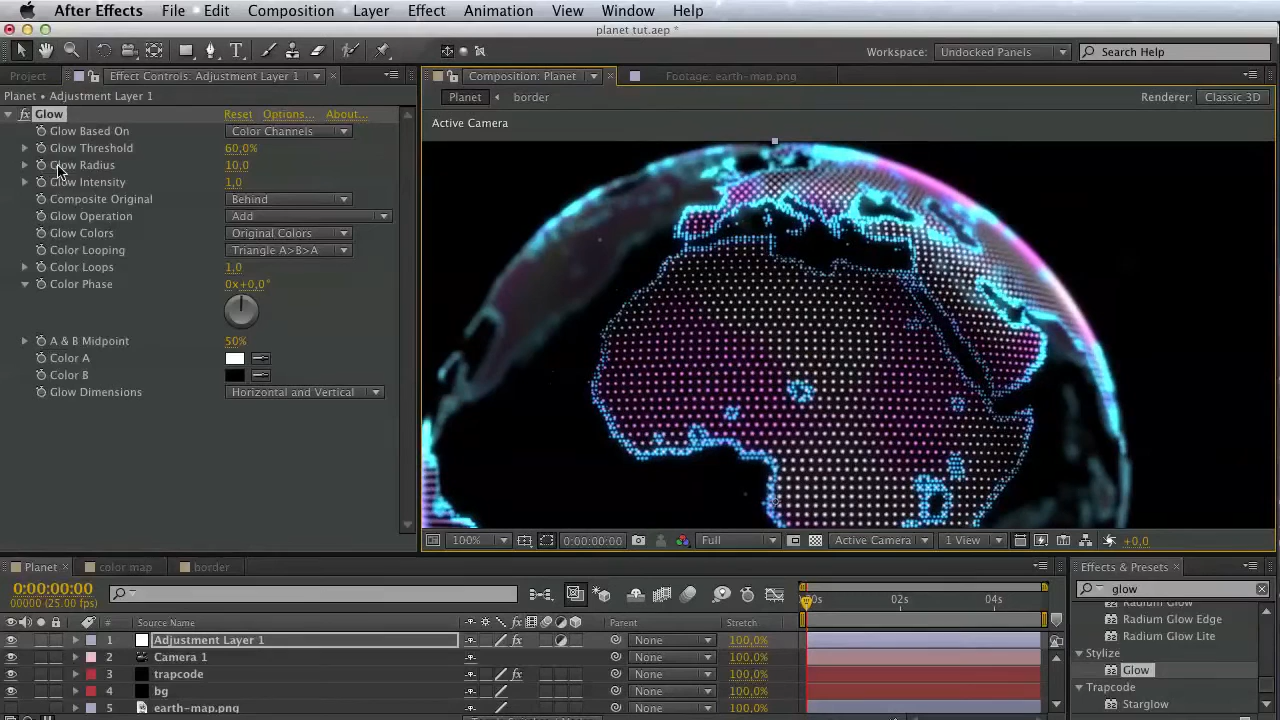 After Effects File Edit Composition Layer Effect Animation View Window Help
planet tut.aep *
Workspace: Undocked Panels Search Help
Project Effect Controls: Adjustment Layer 1 Composition: Planet Footage: earth-map.png
Planet • Adjustment Layer 1 Planet border Renderer: Classic 3D
fx Glow Reset Options... About...
Active Camera
Glow Based On Color Channels
Glow Threshold 60,0%
Glow Radius 10,0
Glow Intensity 1,0
Composite Original Behind
Glow Operation Add
Glow Colors Original Colors
Color Looping Triangle A>B>A
Color Loops 1,0
Color Phase 0x+0,0°
A & B Midpoint 50%
Color A
Color B
Glow Dimensions Horizontal and Vertical
100% 0:00:00:00 Full Active Camera 1 View +0,0
Planet color map border Effects & Presets
0:00:00:00 glow
00000 (25.00 fps) 02s 04s
Radium Glow
Radium Glow Edge
# Source Name Parent Stretch
Radium Glow Lite
1 Adjustment Layer 1 fx None 100,0%
Stylize
2 Camera 1 None 100,0%
Glow
3 trapcode fx None 100,0%
Trapcode
4 bg None 100,0%
Starglow
5 earth-map.png None 100,0%